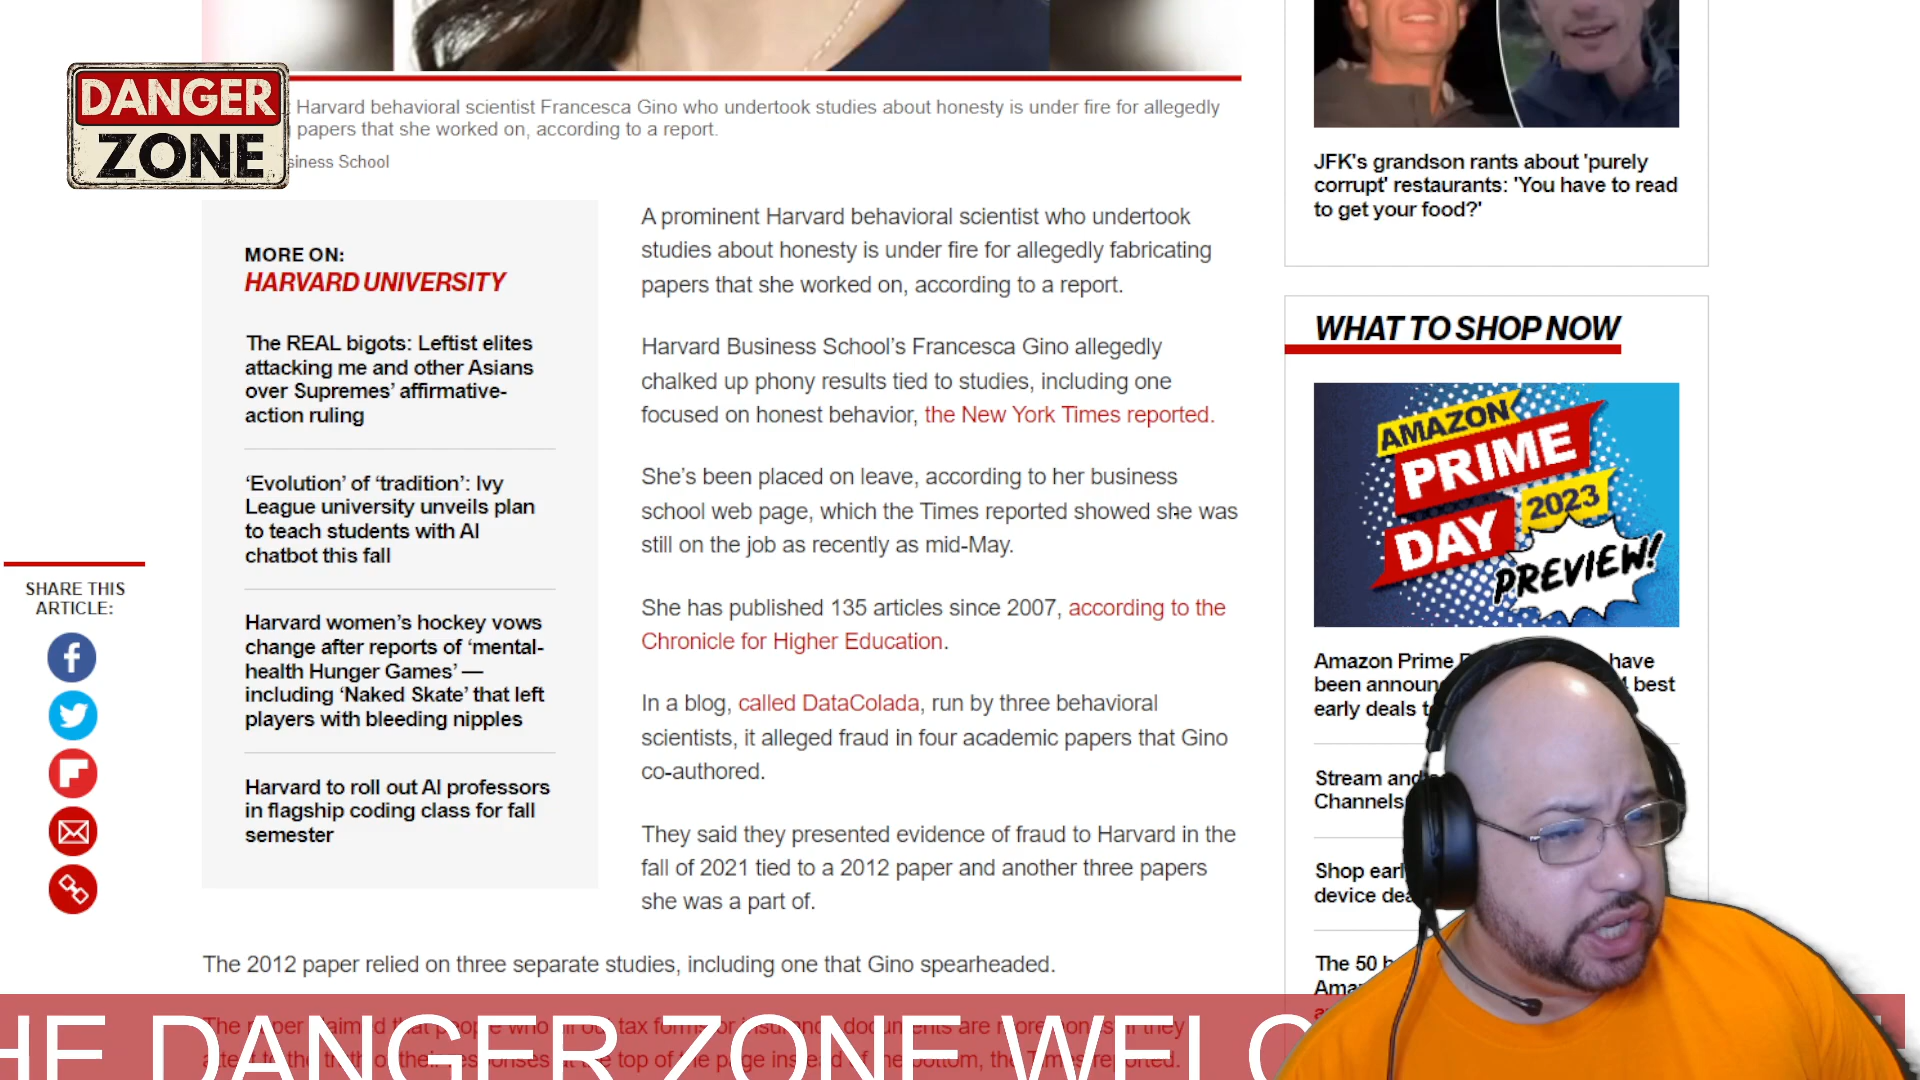 DANGER
ZONE
Harvard behavioral scientist Francesca Gino who undertook studies about honesty is under fire for allegedly
papers that she worked on, according to a report.
siness School
MORE ON:
HARVARD UNIVERSITY
The REAL bigots: Leftist elites
attacking me and other Asians
over Supremes’ affirmative-
action ruling
‘Evolution’ of ‘tradition’: Ivy
League university unveils plan
to teach students with AI
chatbot this fall
Harvard women’s hockey vows
change after reports of ‘mental-
health Hunger Games’ —
including ‘Naked Skate’ that left
players with bleeding nipples
Harvard to roll out AI professors
in flagship coding class for fall
semester
SHARE THIS
ARTICLE:
A prominent Harvard behavioral scientist who undertook
studies about honesty is under fire for allegedly fabricating
papers that she worked on, according to a report.
Harvard Business School’s Francesca Gino allegedly
chalked up phony results tied to studies, including one
focused on honest behavior, the New York Times reported.
She’s been placed on leave, according to her business
school web page, which the Times reported showed she was
still on the job as recently as mid-May.
She has published 135 articles since 2007, according to the
Chronicle for Higher Education.
In a blog, called DataColada, run by three behavioral
scientists, it alleged fraud in four academic papers that Gino
co-authored.
They said they presented evidence of fraud to Harvard in the
fall of 2021 tied to a 2012 paper and another three papers
she was a part of.
The 2012 paper relied on three separate studies, including one that Gino spearheaded.
JFK's grandson rants about 'purely
corrupt' restaurants: 'You have to read
to get your food?'
WHAT TO SHOP NOW
AMAZON
PRIME
DAY
2023
PREVIEW!
Amazon Prime have
been announ best
early deals
Stream and
Channels
Shop
device
The 50
HE DANGER ZONE WEL